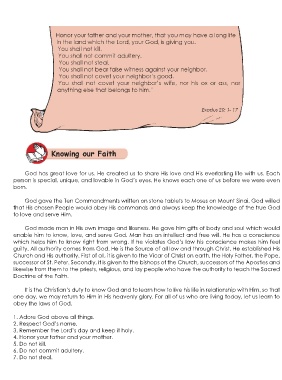 Honor your father and your mother, that you may have a long life
in the land which the Lord, your God, is giving you.
You shall not kill.
You shall not commit adultery.
You shall not steal.
You shall not bear false witness against your neighbor.
You shall not covet your neighbor's good.
You shall not covet your neighbor's wife, nor his ox or ass, nor
anything else that belongs to him.
Exodus 20: 1- 17
Knowing our Faith
God has great love for us. He created us to share His love and His everlasting life with us. Each
person is special, unique, and lovable in God's eyes. He knows each one of us before we were even
born.
God gave the Ten Commandments written on stone tablets to Moses on Mount Sinai. God willed
that His chosen People would obey His commands and always keep the knowledge of the true God
to love and serve Him.
God made man in His own image and likeness. He gave him gifts of body and soul which would
enable him to know, love, and serve God. Man has an intellect and free will. He has a conscience
which helps him to know right from wrong. If he violates God's law his conscience makes him feel
guilty. All authority comes from God. He is the Source of all law and through Christ, He established His
Church and His authority. First of all, it is given to the Vicar of Christ on earth, the Holy Father, the Pope,
successor of St. Peter. Secondly, it is given to the bishops of the Church, successors of the Apostles and
likewise from them to the priests, religious, and lay people who have the authority to teach the Sacred
Doctrine of the Faith.
It is the Christian's duty to know God and to learn how to live his life in relationship with Him, so that
one day, we may return to Him in His heavenly glory. For all of us who are living today, let us learn to
obey the laws of God.
1. Adore God above all things.
2. Respect God's name.
3. Remember the Lord's day and keep it holy.
4. Honor your father and your mother.
5. Do not kill.
6. Do not commit adultery.
7. Do not steal.